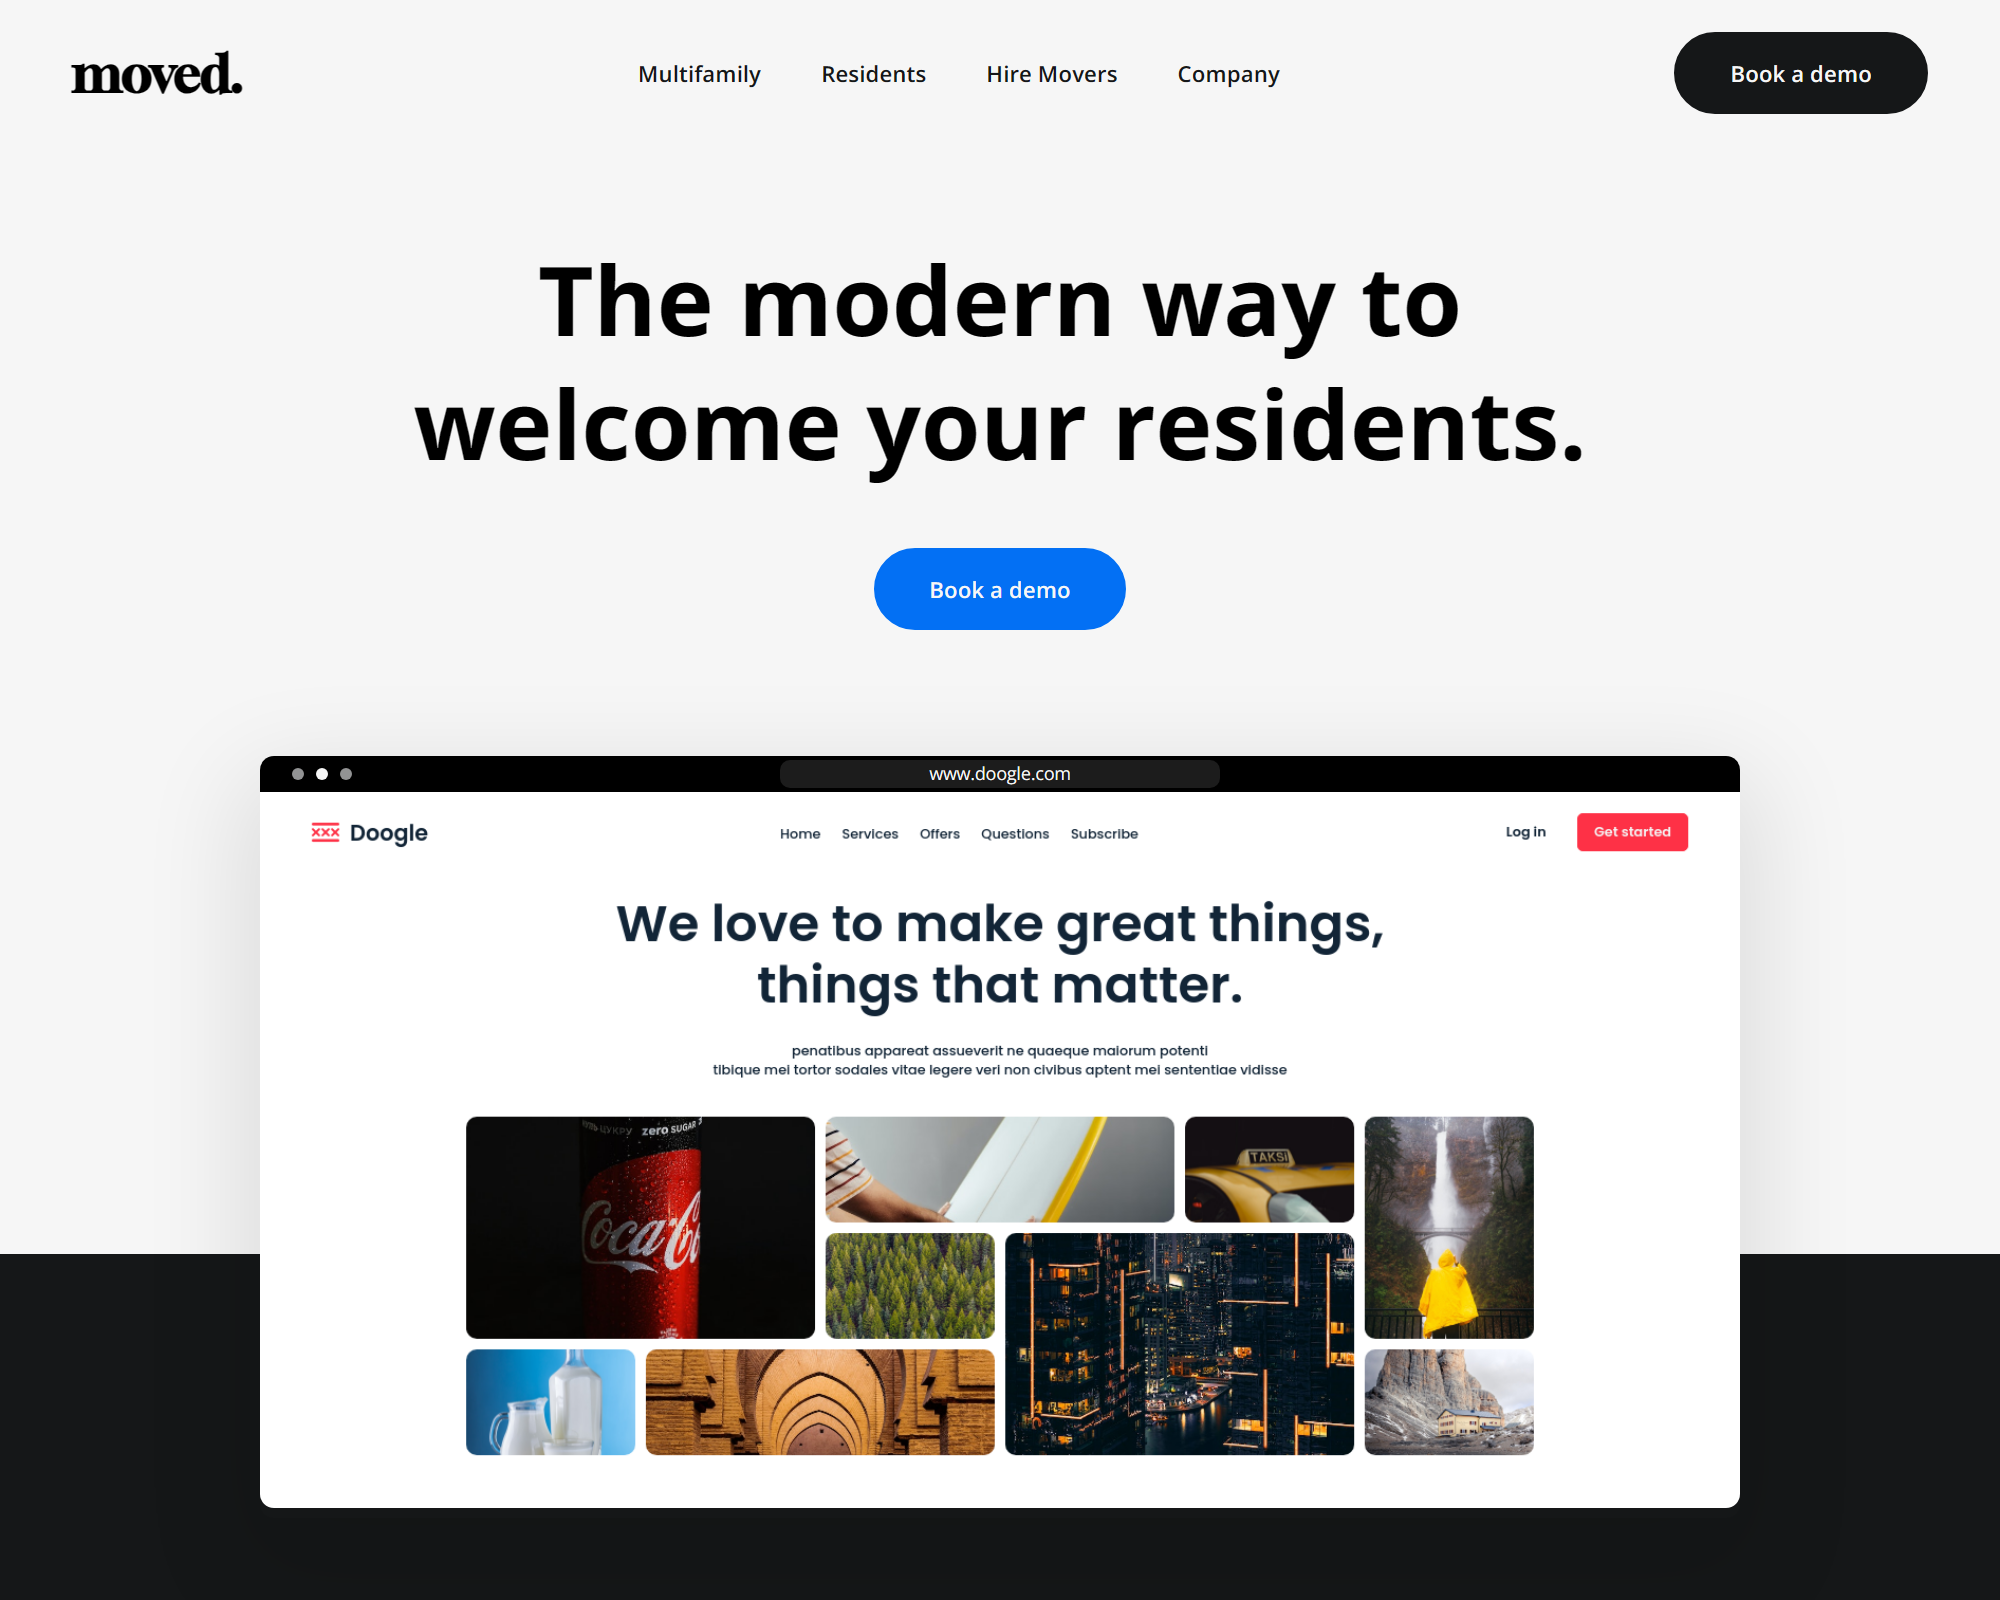 moved.
Multifamily Residents Hire Movers Company
Book a demo
The modern way to
welcome your residents.
Book a demo
www.doogle.com
Doogle
Home Services Offers Questions Subscribe
Log in
Get started
We love to make great things,
things that matter.
penatibus appareat assueverit ne quaeque maiorum potenti
tibique mei tortor sodales vitae legere veri non civibus aptent mei sententiae vidisse
zero SUGAR
Coca-Co
TAKSİ